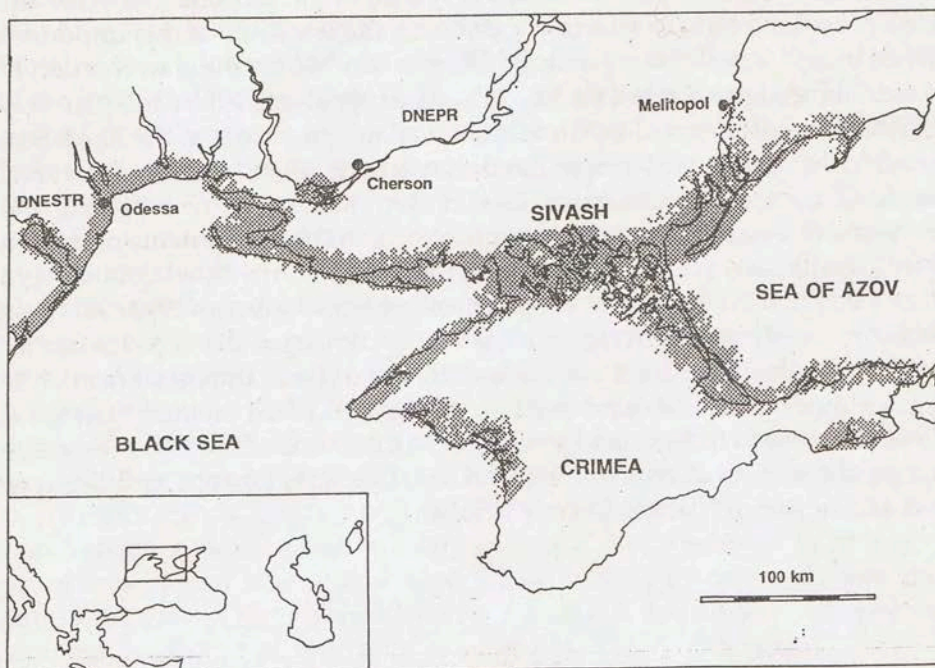 DNEPR
Melitopol
Cherson
DNESTR
Odessa
SIVASH
SEA OF AZOV
BLACK SEA
CRIMEA
100 km